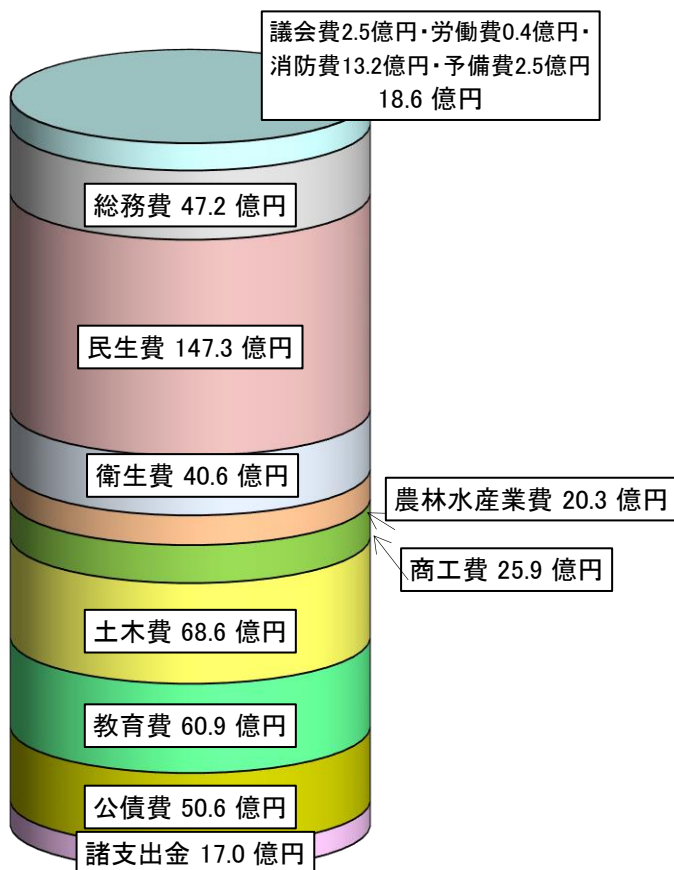 議会費2.5億円・労働費0.4億円・
消防費13.2億円・予備費2.5億円
18.6 億円
総務費 47.2 億円
民生費 147.3 億円
衛生費 40.6 億円
農林水産業費 20.3 億円
商工費 25.9 億円
土木費 68.6 億円
教育費 60.9 億円
公債費 50.6 億円
諸支出金 17.0 億円